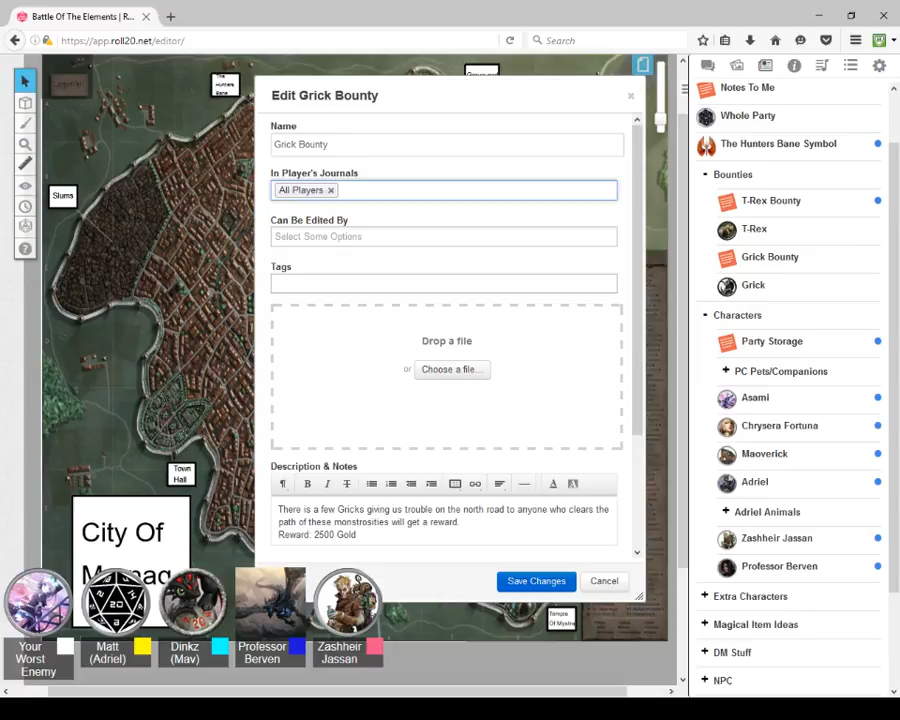 Battle Of The Elements | R...
https://app.roll20.net/editor/
Search
The
Hunters
Bane
Slums
Town
Hall
City Of
Temple
Of Mystra
Edit Grick Bounty
Name
Grick Bounty
In Player's Journals
All Players
Can Be Edited By
Select Some Options
Tags
Drop a file
or Choose a file...
Description & Notes
There is a few Gricks giving us trouble on the north road to anyone who clears the
path of these monstrosities will get a reward.
Reward: 2500 Gold
Save Changes Cancel
Your
Worst
Enemy
Matt
(Adriel)
Dinkz
(Mav)
Professor
Berven
Zashheir
Jassan
Notes To Me
Whole Party
The Hunters Bane Symbol
Bounties
T-Rex Bounty
T-Rex
Grick Bounty
Grick
Characters
Party Storage
PC Pets/Companions
Asami
Chrysera Fortuna
Maoverick
Adriel
Adriel Animals
Zashheir Jassan
Professor Berven
Extra Characters
Magical Item Ideas
DM Stuff
NPC